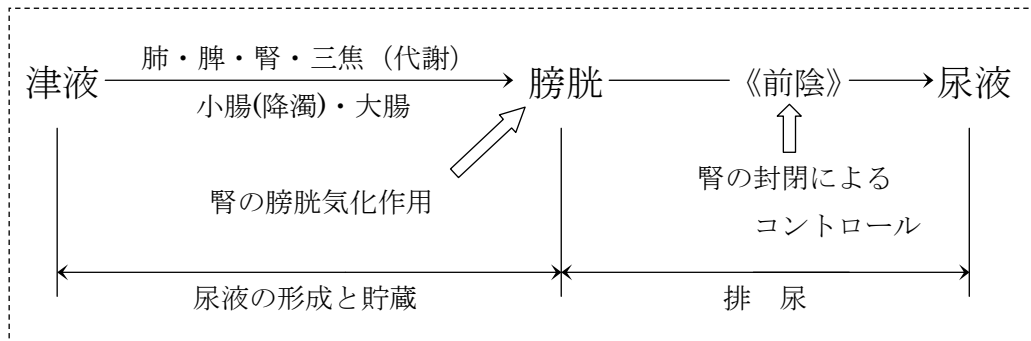 肺・脾・腎・三焦（代謝）
津液 膀胱 《前陰》 尿液
小腸(降濁)・大腸
腎の膀胱気化作用
腎の封閉による
コントロール
尿液の形成と貯蔵 排　尿